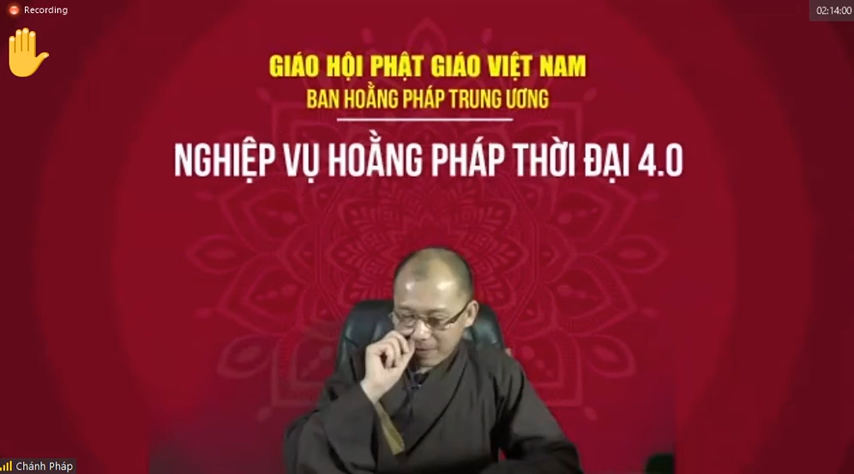 Recording
02:14:00
GIÁO HỘI PHẬT GIÁO VIỆT NAM
BAN HOẰNG PHÁP TRUNG ƯƠNG
NGHIỆP VỤ HOẰNG PHÁP THỜI ĐẠI 4.0
Chánh Pháp